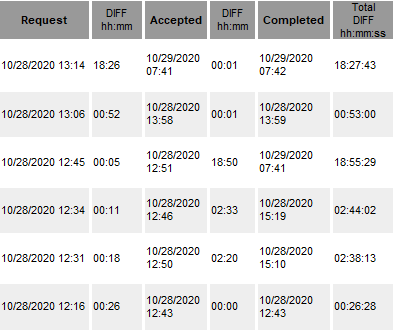 Request DIFF hh:mm Accepted DIFF hh:mm Completed Total DIFF hh:mm:ss
10/28/2020 13:14 18:26 10/29/2020 07:41 00:01 10/29/2020 07:42 18:27:43
10/28/2020 13:06 00:52 10/28/2020 13:58 00:01 10/28/2020 13:59 00:53:00
10/28/2020 12:45 00:05 10/28/2020 12:51 18:50 10/29/2020 07:41 18:55:29
10/28/2020 12:34 00:11 10/28/2020 12:46 02:33 10/28/2020 15:19 02:44:02
10/28/2020 12:31 00:18 10/28/2020 12:50 02:20 10/28/2020 15:10 02:38:13
10/28/2020 12:16 00:26 10/28/2020 12:43 00:00 10/28/2020 12:43 00:26:28